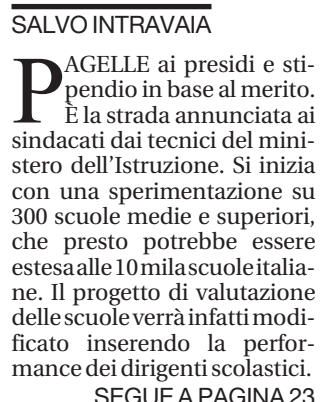 SALVO INTRAVAIA
PAGELLE ai presidi e sti-
pendio in base al merito.
È la strada annunciata ai
sindacati dai tecnici del mini-
stero dell'Istruzione. Si inizia
con una sperimentazione su
300 scuole medie e superiori,
che presto potrebbe essere
estesa alle 10 mila scuole italia-
ne. Il progetto di valutazione
delle scuole verrà infatti modi-
ficato inserendo la perfor-
mance dei dirigenti scolastici.
SEGUE A PAGINA 23